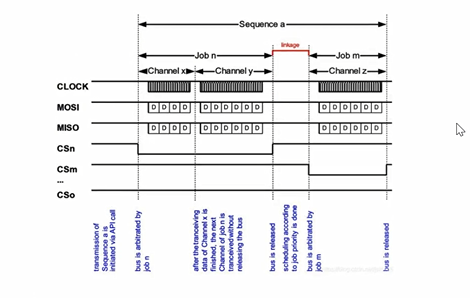 Sequence a
linkage
Job n
Job m
Channel x
Channel y
Channel z
CLOCK
MOSI
D D D D
D D D D D D
D D D D D D
MISO
D D D D
D D D D D D
D D D D D D
CSn
CSm
...
CSo
transmission of
Sequence a is
initiated via API call
bus is arbitrated by
job n
after the tranceiving
data of Channel x is
finished, the next
Channel of job n is
tranceived without
releasing the bus
bus is released
scheduling according
to job priority is done
bus is arbitrated by
job m
bus is released